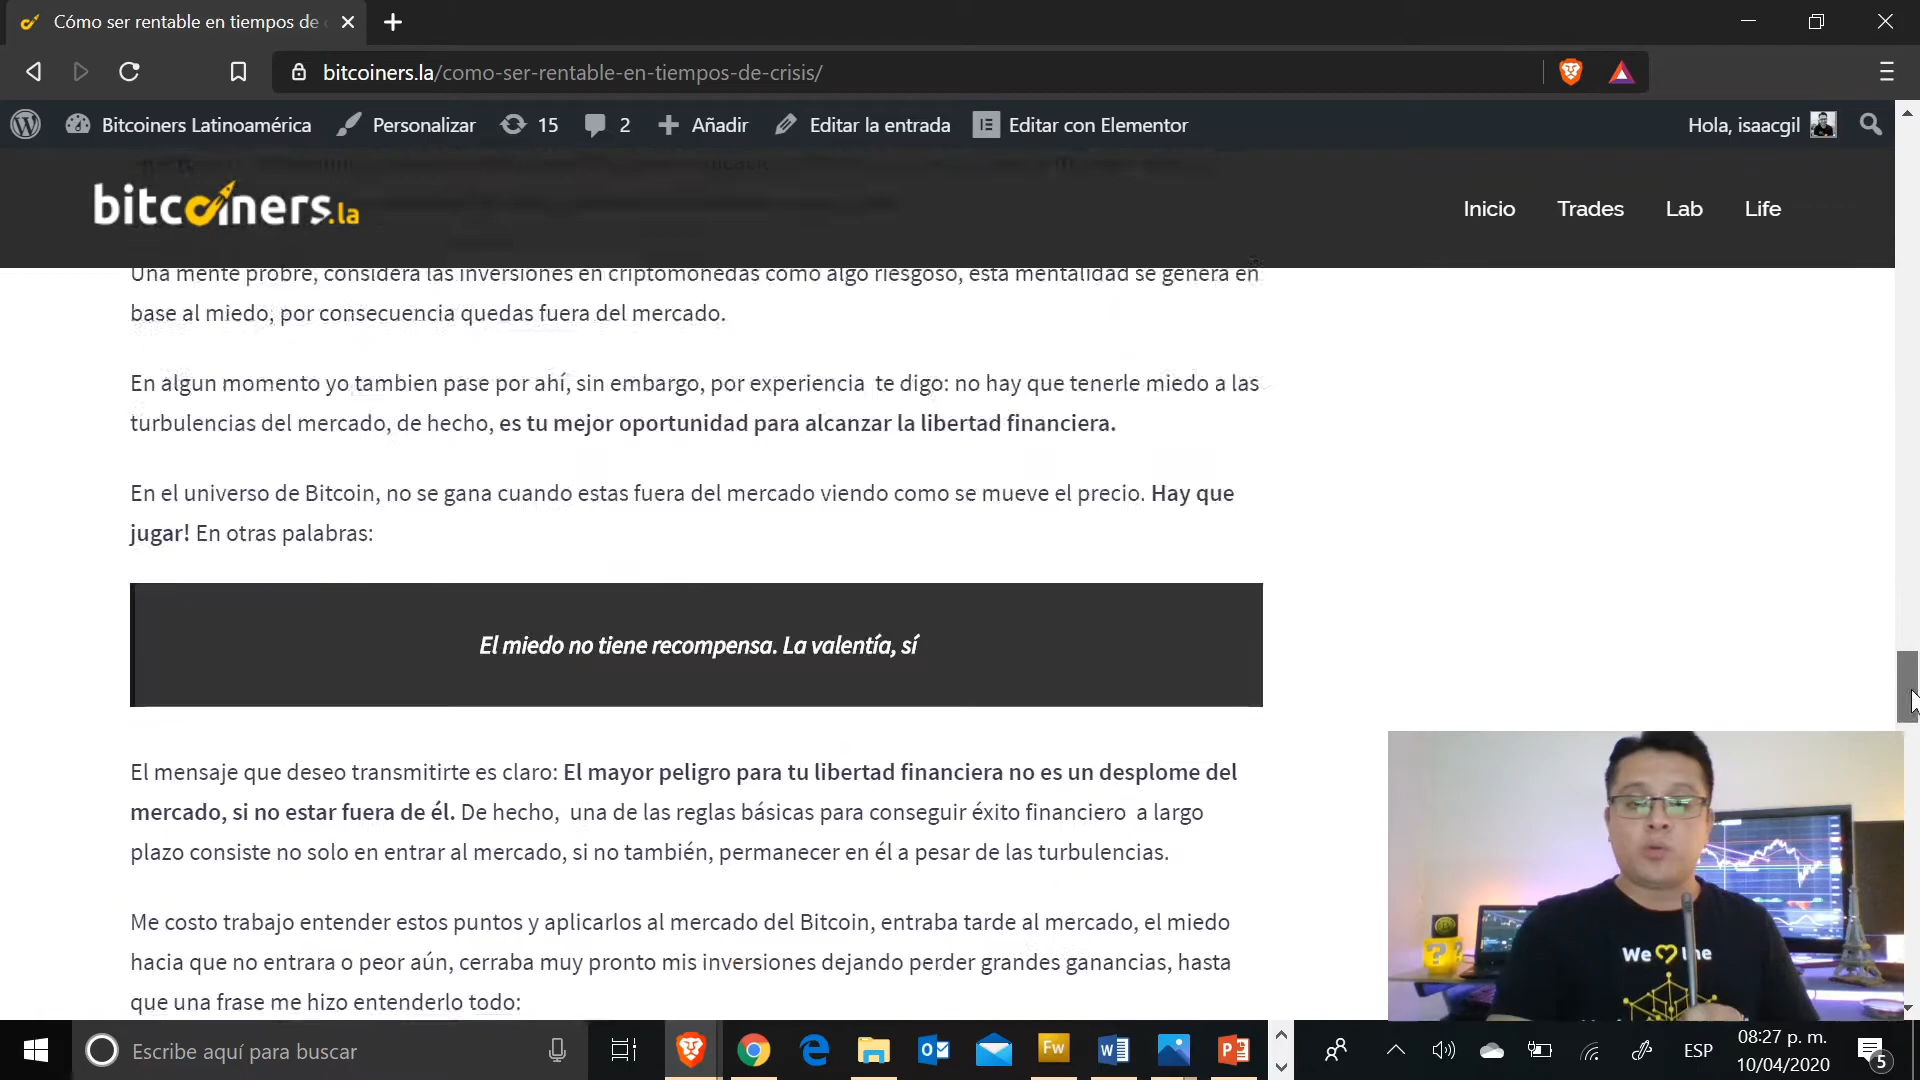 Cómo ser rentable en tiempos de
bitcoiners.la/como-ser-rentable-en-tiempos-de-crisis/
Bitcoiners Latinoamérica Personalizar 15 2 Añadir Editar la entrada Editar con Elementor Hola, isaacgil
bitcoiners.la Inicio Trades Lab Life
Una mente probre, considera las inversiones en criptomonedas como algo riesgoso, esta mentalidad se genera en
base al miedo, por consecuencia quedas fuera del mercado.
En algun momento yo tambien pase por ahí, sin embargo, por experiencia te digo: no hay que tenerle miedo a las
turbulencias del mercado, de hecho, es tu mejor oportunidad para alcanzar la libertad financiera.
En el universo de Bitcoin, no se gana cuando estas fuera del mercado viendo como se mueve el precio. Hay que
jugar! En otras palabras:
El miedo no tiene recompensa. La valentía, sí
El mensaje que deseo transmitirte es claro: El mayor peligro para tu libertad financiera no es un desplome del
mercado, si no estar fuera de él. De hecho, una de las reglas básicas para conseguir éxito financiero a largo
plazo consiste no solo en entrar al mercado, si no también, permanecer en él a pesar de las turbulencias.
Me costo trabajo entender estos puntos y aplicarlos al mercado del Bitcoin, entraba tarde al mercado, el miedo
hacia que no entrara o peor aún, cerraba muy pronto mis inversiones dejando perder grandes ganancias, hasta
que una frase me hizo entenderlo todo:
We the
Escribe aquí para buscar
Fw
ESP
08:27 p. m.
10/04/2020
5